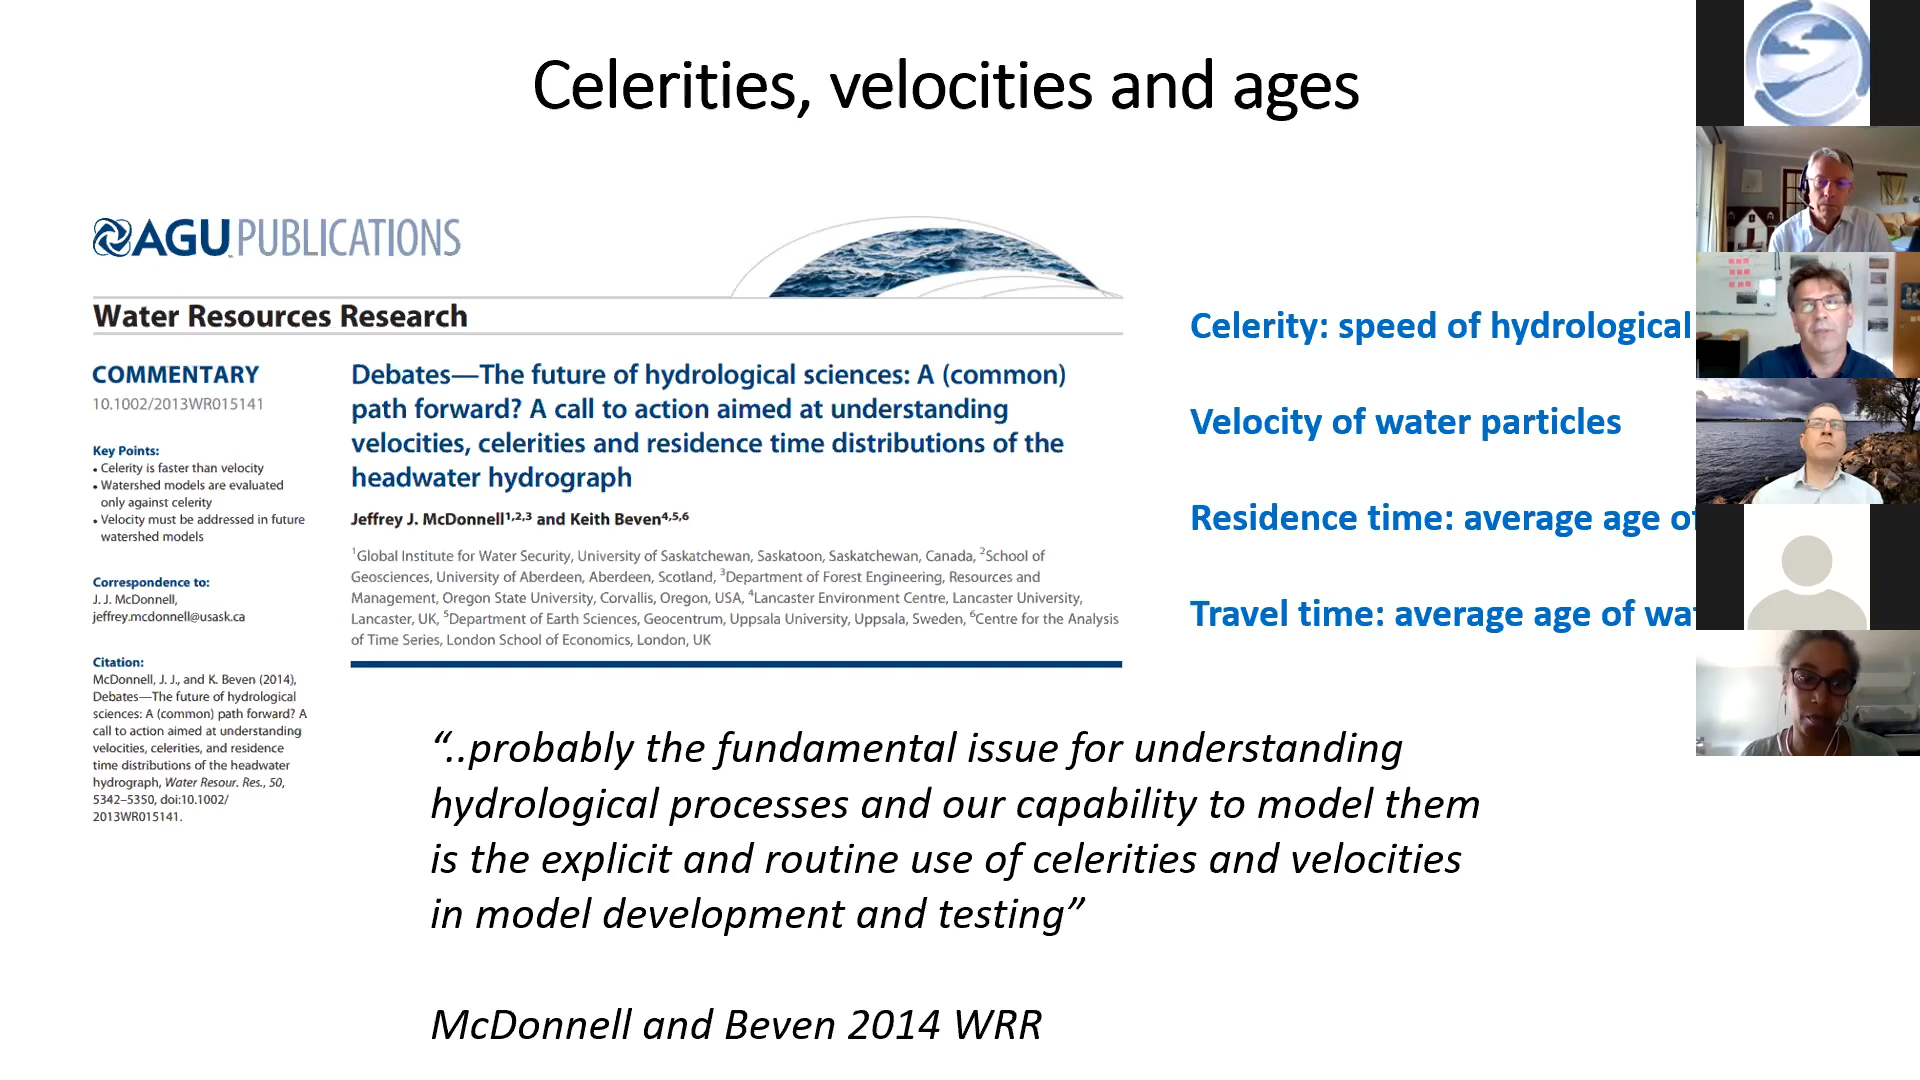 Celerities, velocities and ages
AGU PUBLICATIONS
Water Resources Research
COMMENTARY
10.1002/2013WR015141
Key Points:
• Celerity is faster than velocity
• Watershed models are evaluated
only against celerity
• Velocity must be addressed in future
watershed models
Correspondence to:
J. J. McDonnell,
jeffrey.mcdonnell@usask.ca
Citation:
McDonnell, J. J., and K. Beven (2014),
Debates—The future of hydrological
sciences: A (common) path forward? A
call to action aimed at understanding
velocities, celerities, and residence
time distributions of the headwater
hydrograph, Water Resour. Res., 50,
5342–5350, doi:10.1002/
2013WR015141.
Debates—The future of hydrological sciences: A (common)
path forward? A call to action aimed at understanding
velocities, celerities and residence time distributions of the
headwater hydrograph
Jeffrey J. McDonnell1,2,3 and Keith Beven4,5,6
1Global Institute for Water Security, University of Saskatchewan, Saskatoon, Saskatchewan, Canada, 2School of
Geosciences, University of Aberdeen, Aberdeen, Scotland, 3Department of Forest Engineering, Resources and
Management, Oregon State University, Corvallis, Oregon, USA, 4Lancaster Environment Centre, Lancaster University,
Lancaster, UK, 5Department of Earth Sciences, Geocentrum, Uppsala University, Uppsala, Sweden, 6Centre for the Analysis
of Time Series, London School of Economics, London, UK
Celerity: speed of hydrological
Velocity of water particles
Residence time: average age of
Travel time: average age of
“..probably the fundamental issue for understanding
hydrological processes and our capability to model them
is the explicit and routine use of celerities and velocities
in model development and testing”
McDonnell and Beven 2014 WRR